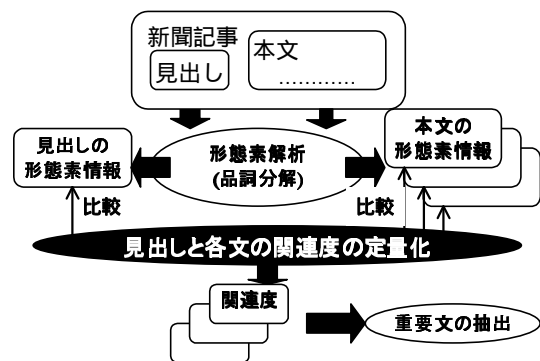 新聞記事
見出し
本文
…………
見出しの
形態素情報
形態素解析
(品詞分解)
本文の
形態素情報
比較
比較
見出しと各文の関連度の定量化
関連度
重要文の抽出